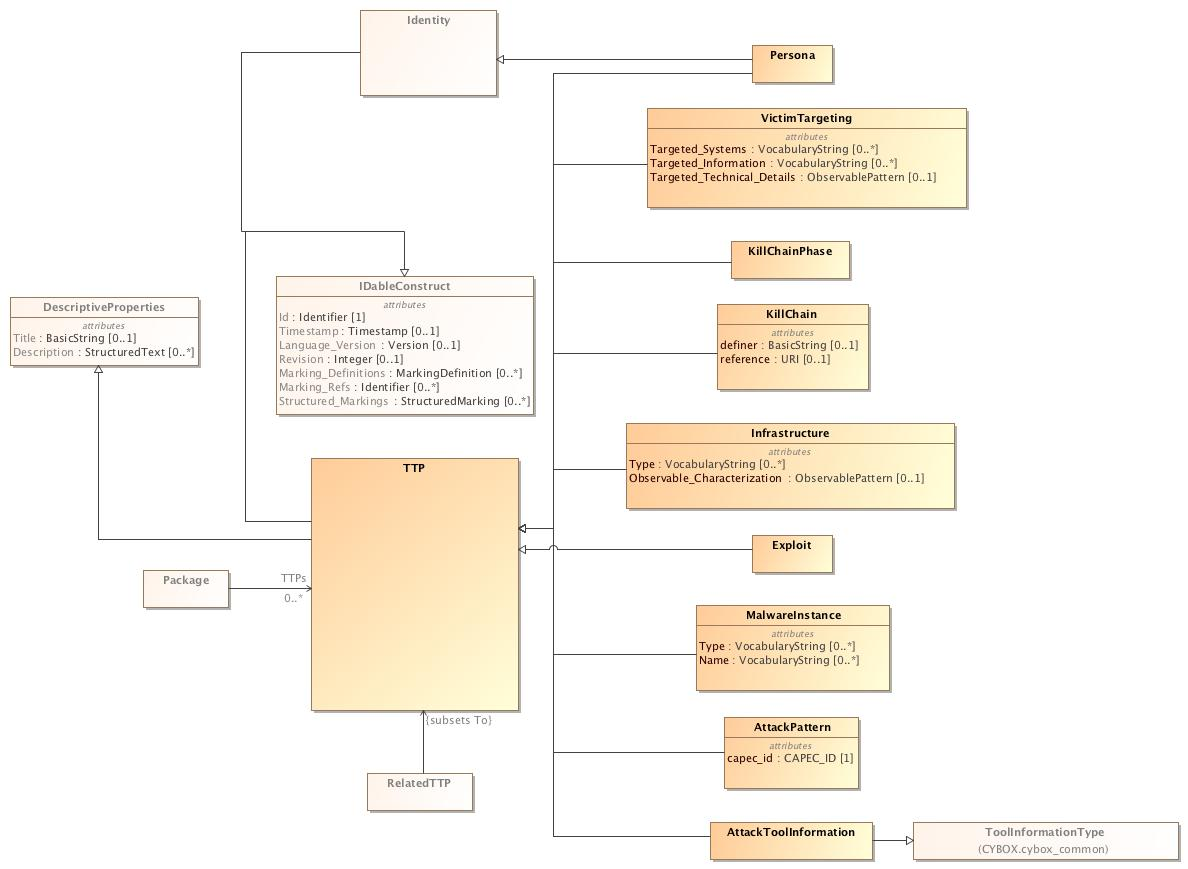 Identity
Persona
VictimTargeting
attributes
Targeted_Systems : VocabularyString [0..*]
Targeted_Information : VocabularyString [0..*]
Targeted_Technical_Details : ObservablePattern [0..1]
KillChainPhase
IDableConstruct
attributes
Id : Identifier [1]
Timestamp : Timestamp [0..1]
Language_Version : Version [0..1]
Revision : Integer [0..1]
Marking_Definitions : MarkingDefinition [0..*]
Marking_Refs : Identifier [0..*]
Structured_Markings : StructuredMarking [0..*]
DescriptiveProperties
attributes
Title : BasicString [0..1]
Description : StructuredText [0..*]
KillChain
attributes
definer : BasicString [0..1]
reference : URI [0..1]
Infrastructure
attributes
Type : VocabularyString [0..*]
Observable_Characterization : ObservablePattern [0..1]
TTP
Exploit
Package
TTPs
0..*
MalwareInstance
attributes
Type : VocabularyString [0..*]
Name : VocabularyString [0..*]
{subsets To}
AttackPattern
attributes
capec_id : CAPEC_ID [1]
RelatedTTP
AttackToolInformation
ToolInformationType
(CYBOX.cybox_common)